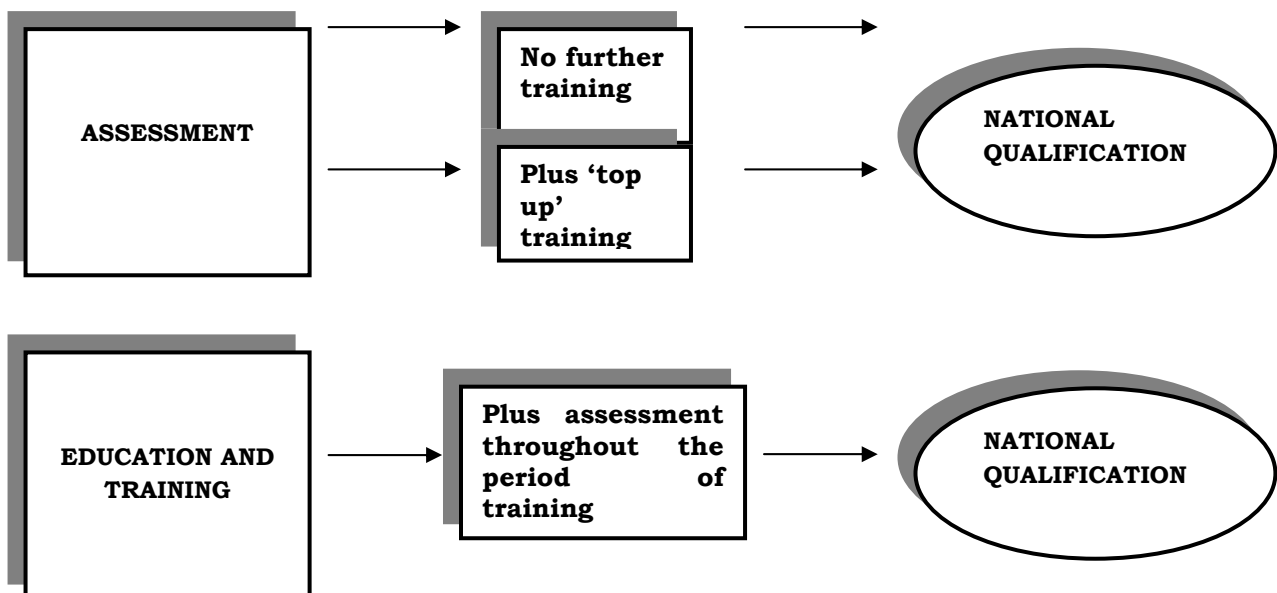 No further
training
ASSESSMENT
NATIONAL
QUALIFICATION
Plus ‘top
up’
training
Plus assessment
throughout the
period of
training
EDUCATION AND
TRAINING
NATIONAL
QUALIFICATION